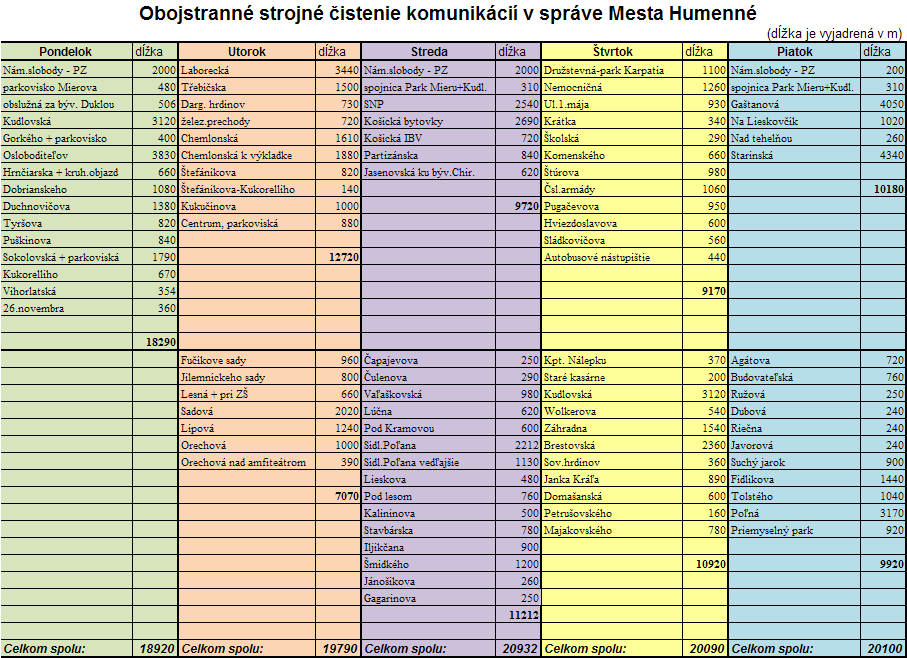 Obojstranné strojné čistenie komunikácíí v správe Mesta Humenné
(dĺžka je vyjadrená v m)
Pondelok dĺžka Utorok dĺžka Streda dĺžka Štvrtok dĺžka Piatok dĺžka
Nám.slobody - PZ 2000 Laborecká 3440 Nám.slobody - PZ 2000 Družstevná-park Karpatia 1100 Nám.slobody - PZ 200
parkovisko Mierova 480 Třebíčska 1500 spojnica Park Mieru+Kudl. 310 Nemocničná 1260 spojnica Park Mieru+Kudl. 310
obslužná za býv. Duklou 506 Darg. hrdinov 730 SNP 2540 Ul.1.mája 930 Gaštanová 4050
Kudlovská 3120 želez.prechody 720 Košická bytovky 2690 Krátka 340 Na Lieskovčik 1020
Gorkého + parkovisko 400 Chemlonská 1610 Košická IBV 720 Školská 290 Nad tehelňou 260
Osloboditeľov 3830 Chemlonská k výkladke 1880 Partizánska 840 Komenského 660 Starinská 4340
Hrnčiarska + kruh.objazd 660 Štefánikova 820 Jasenovská ku býv.Chir. 620 Štúrova 980
Dobrianskeho 1080 Štefánikova-Kukorelliho 140 Čsl.armády 1060 10180
Duchnovičova 1380 Kukučínova 1000 9720 Pugačevova 950
Tyršova 820 Centrum, parkoviská 880 Hviezdoslavova 600
Puškinova 840 Sládkovičova 560
Sokolovská + parkoviská 1790 12720 Autobusové nástupištie 440
Kukorelliho 670
Vihorlatská 354 9170
26.novembra 360
18290
Fučikove sady 960 Čapajevova 250 Kpt. Nálepku 370 Agátova 720
Jilemnickeho sady 800 Čulenova 290 Staré kasárne 200 Budovateľská 760
Lesná + pri ZŠ 660 Vaľaškovská 980 Kudlovská 3120 Ružová 250
Sadová 2020 Lúčna 620 Wolkerova 540 Dubová 240
Lipová 1240 Pod Kramovou 600 Záhradna 1540 Riečna 240
Orechová 1000 Sidl.Poľana 2212 Brestovská 2360 Javorová 240
Orechová nad amfiteátrom 390 Sidl.Poľana vedľajšie 1130 Sov.hrdinov 360 Suchý jarok 900
Lieskova 480 Janka Kráľa 890 Fidlikova 1440
7070 Pod lesom 760 Domašanská 600 Tolstého 1040
Kalininova 500 Petrušovského 160 Poľná 3170
Stavbárska 780 Majakovského 780 Priemyselný park 920
Iljikčana 900
Šmidkého 1200 10920 9920
Jánošikova 260
Gagarinova 250
11212
Celkom spolu: 18920 Celkom spolu: 19790 Celkom spolu: 20932 Celkom spolu: 20090 Celkom spolu: 20100